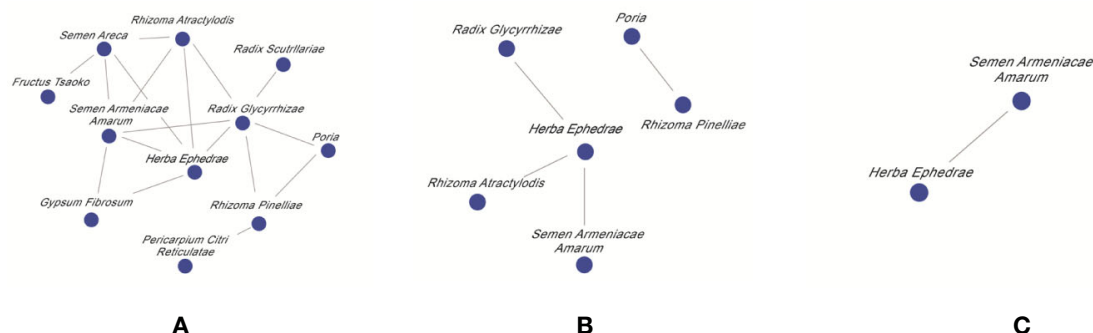 Rhizoma Atractylodis
Semen Areca
Radix Scutrllariae
Fructus Tsaoko
Semen Armeniacae
Amarum
Radix Glycyrrhizae
Poria
Herba Ephedrae
Gypsum Fibrosum
Rhizoma Pinelliae
Pericarpium Citri
Reticulatae
A
Radix Glycyrrhizae
Poria
Rhizoma Pinelliae
Herba Ephedrae
Rhizoma Atractylodis
Semen Armeniacae
Amarum
B
Semen Armeniacae
Amarum
Herba Ephedrae
C